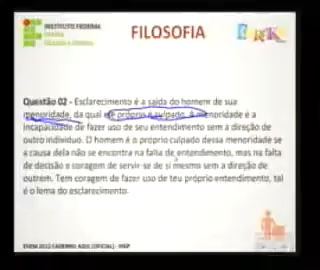 INSTITUTO FEDERAL
FILOSOFIA
Questão 02 - Esclarecimento é a saída do homem de sua
menoridade, da qual ele próprio é culpado. A menoridade é a
incapacidade de fazer uso de seu entendimento sem a direção de
outro indivíduo. O homem é o próprio culpado dessa menoridade se
a causa dela não se encontra na falta de entendimento, mas na falta
de decisão e coragem de servir-se de si mesmo sem a direção de
outrem. Tem coragem de fazer uso de teu próprio entendimento, tal
é o lema do esclarecimento.
ENEM 2012 CADERNO AZUL (OFICIAL) - INEP